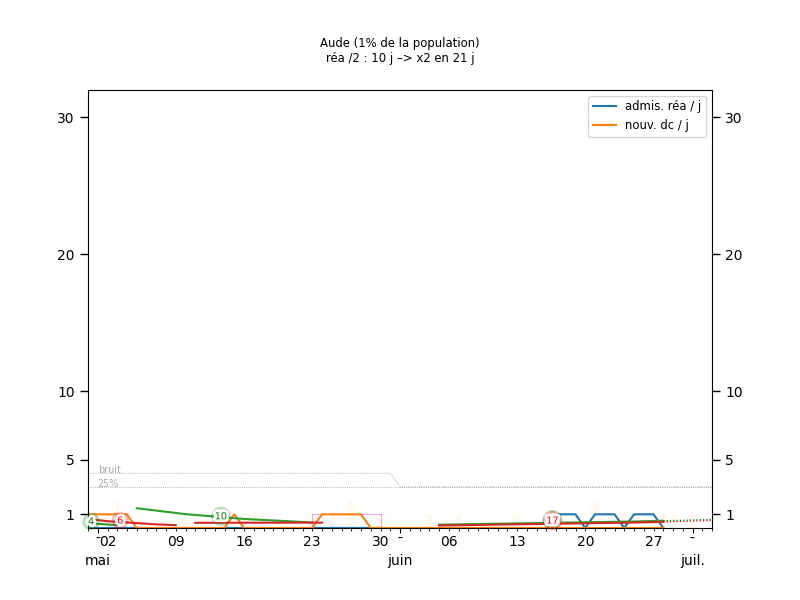 Aude (1% de la population)
réa /2 : 10 j –> x2 en 21 j
admis. réa / j
nouv. dc / j
30 30
20 20
10 10
5 5
bruit
25%
1 1
4 6 10 17
02 09 16 23 30 06 13 20 27
mai juin juil.